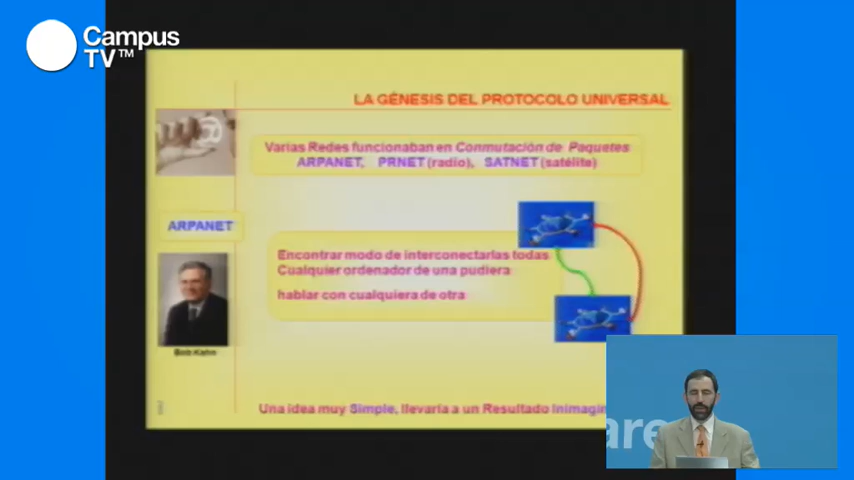 Campus
TV™
LA GÉNESIS DEL PROTOCOLO UNIVERSAL
Varias Redes funcionaban en Conmutación de Paquetes
ARPANET, PRNET (radio), SATNET (satélite)
ARPANET
Encontrar modo de interconectarlas todas
Cualquier ordenador de una pudiera
hablar con cualquiera de otra
Bob Kahn
Una idea muy Simple, llevaría a un Resultado Inimagin
are